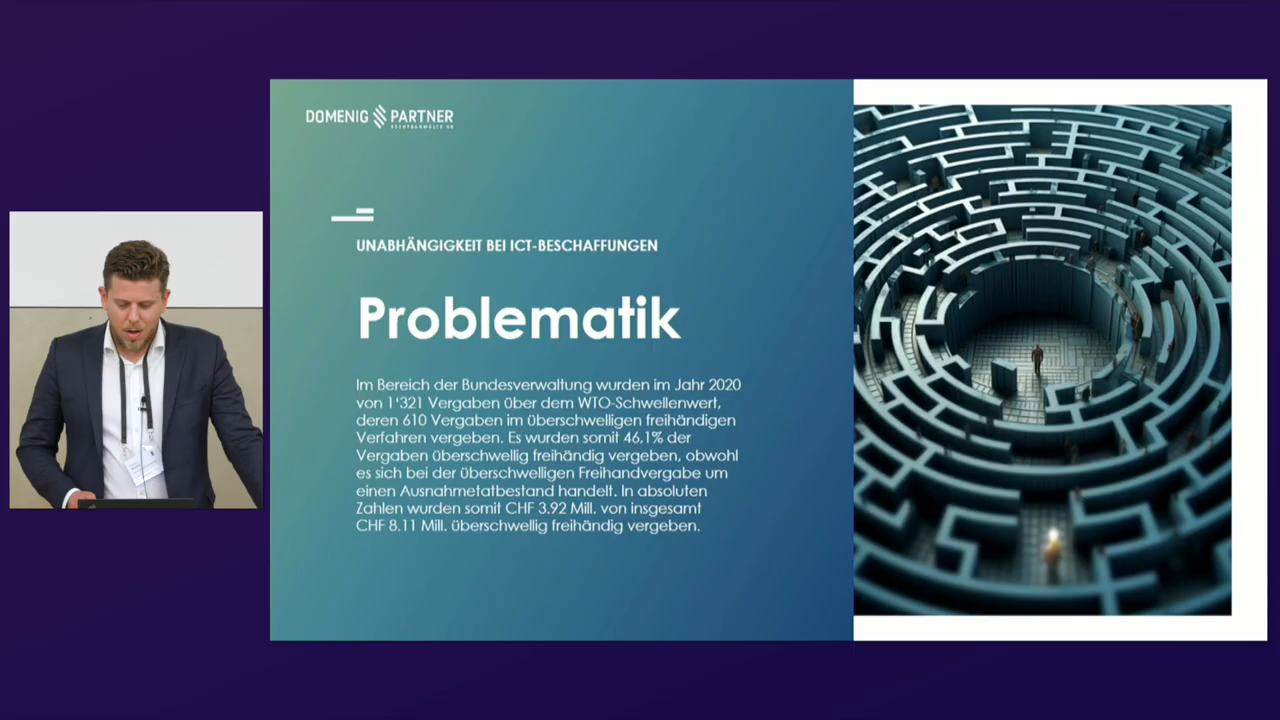 DOMENIG PARTNER
RECHTSANWÄLTE AG
UNABHÄNGIGKEIT BEI ICT-BESCHAFFUNGEN
Problematik
Im Bereich der Bundesverwaltung wurden im Jahr 2020
von 1‘321 Vergaben über dem WTO-Schwellenwert,
deren 610 Vergaben im überschwelligen freihändigen
Verfahren vergeben. Es wurden somit 46,1% der
Vergaben überschwellig freihändig vergeben, obwohl
es sich bei der überschwelligen Freihandvergabe um
einen Ausnahmetatbestand handelt. In absoluten
Zahlen wurden somit CHF 3.92 Mill. von insgesamt
CHF 8.11 Mill. überschwellig freihändig vergeben.